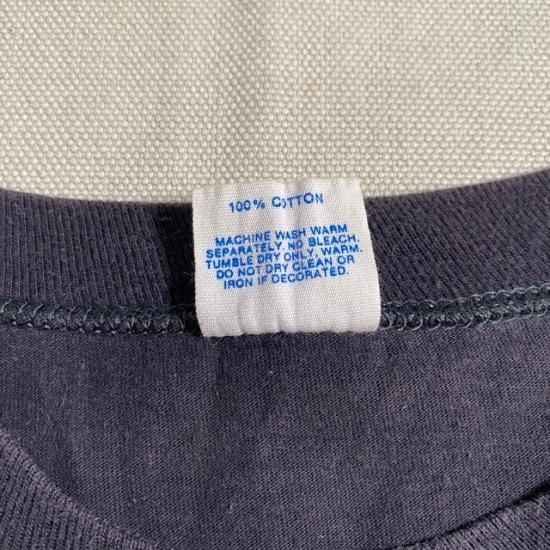 100% COTTON
MACHINE WASH WARM
SEPARATELY. NO BLEACH.
TUMBLE DRY ONLY, WARM.
DO NOT DRY CLEAN OR
IRON IF DECORATED.